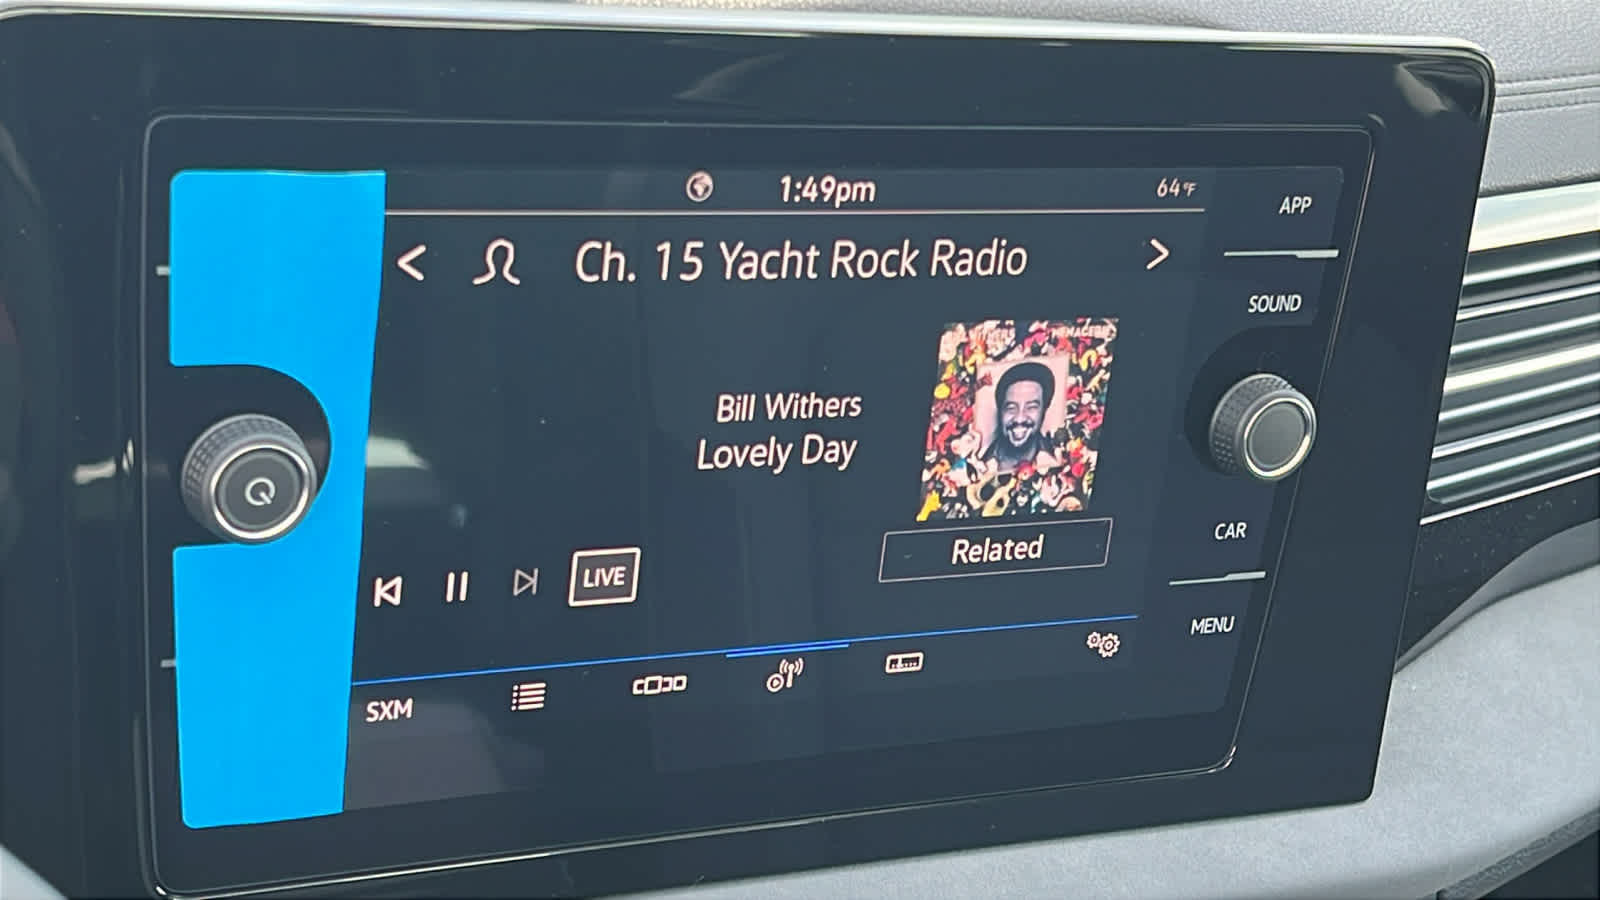 1:49pm
64°F
APP
Ch. 15 Yacht Rock Radio
SOUND
MENAGERIE
Bill Withers
Lovely Day
CAR
Related
LIVE
MENU
SXM